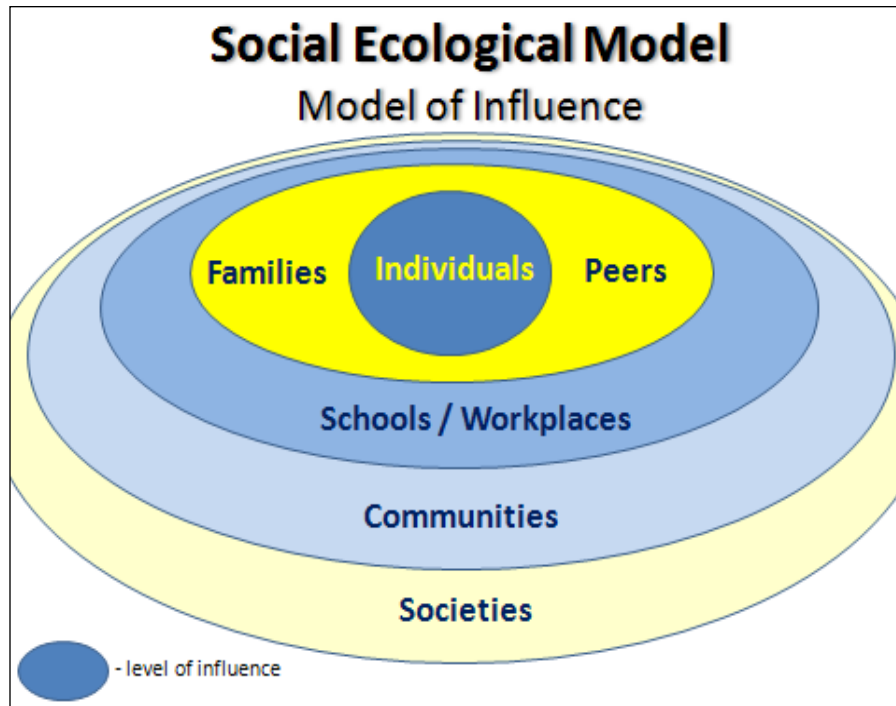 Social Ecological Model
Model of Influence
Families Individuals Peers
Schools / Workplaces
Communities
Societies
- level of influence